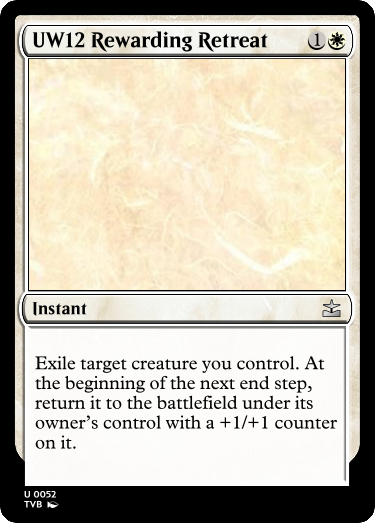 UW12 Rewarding Retreat 1
Instant
Exile target creature you control. At
the beginning of the next end step,
return it to the battlefield under its
owner's control with a +1/+1 counter
on it.
U 0052
TVB